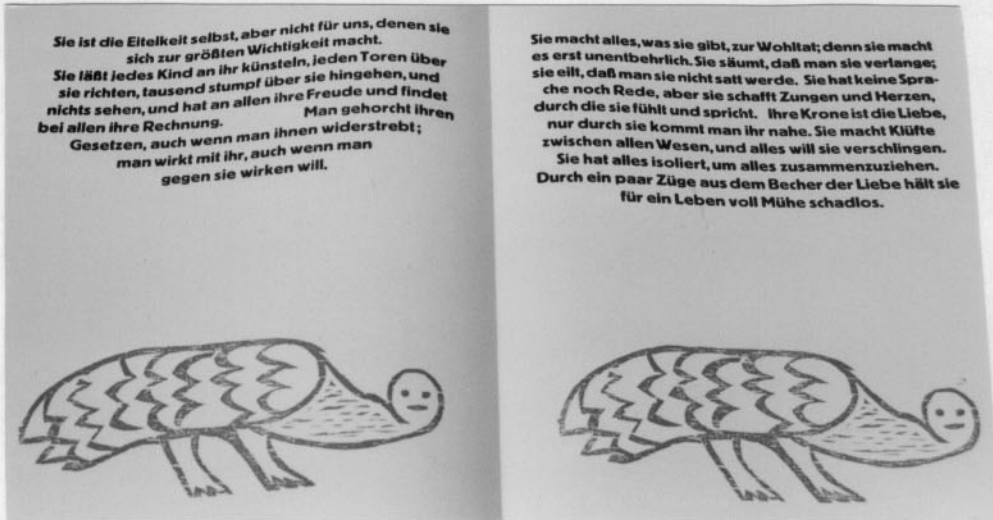 Sie ist die Eitelkeit selbst, aber nicht für uns, denen sie
sich zur größten Wichtigkeit macht.
Sie läßt jedes Kind an ihr künsteln, jeden Toren über
sie richten, tausend stumpf über sie hingehen, und
nichts sehen, und hat an allen ihre Freude und findet
bei allen ihre Rechnung. Man gehorcht ihren
Gesetzen, auch wenn man ihnen widerstrebt;
man wirkt mit ihr, auch wenn man
gegen sie wirken will.
Sie macht alles, was sie gibt, zur Wohltat; denn sie macht
es erst unentbehrlich. Sie säumt, daß man sie verlange;
sie eilt, daß man sie nicht satt werde. Sie hat keine Spra-
che noch Rede, aber sie schafft Zungen und Herzen,
durch die sie fühlt und spricht. Ihre Krone ist die Liebe,
nur durch sie kommt man ihr nahe. Sie macht Klüfte
zwischen allen Wesen, und alles will sie verschlingen.
Sie hat alles isoliert, um alles zusammenzuziehen.
Durch ein paar Züge aus dem Becher der Liebe hält sie
für ein Leben voll Mühe schadlos.